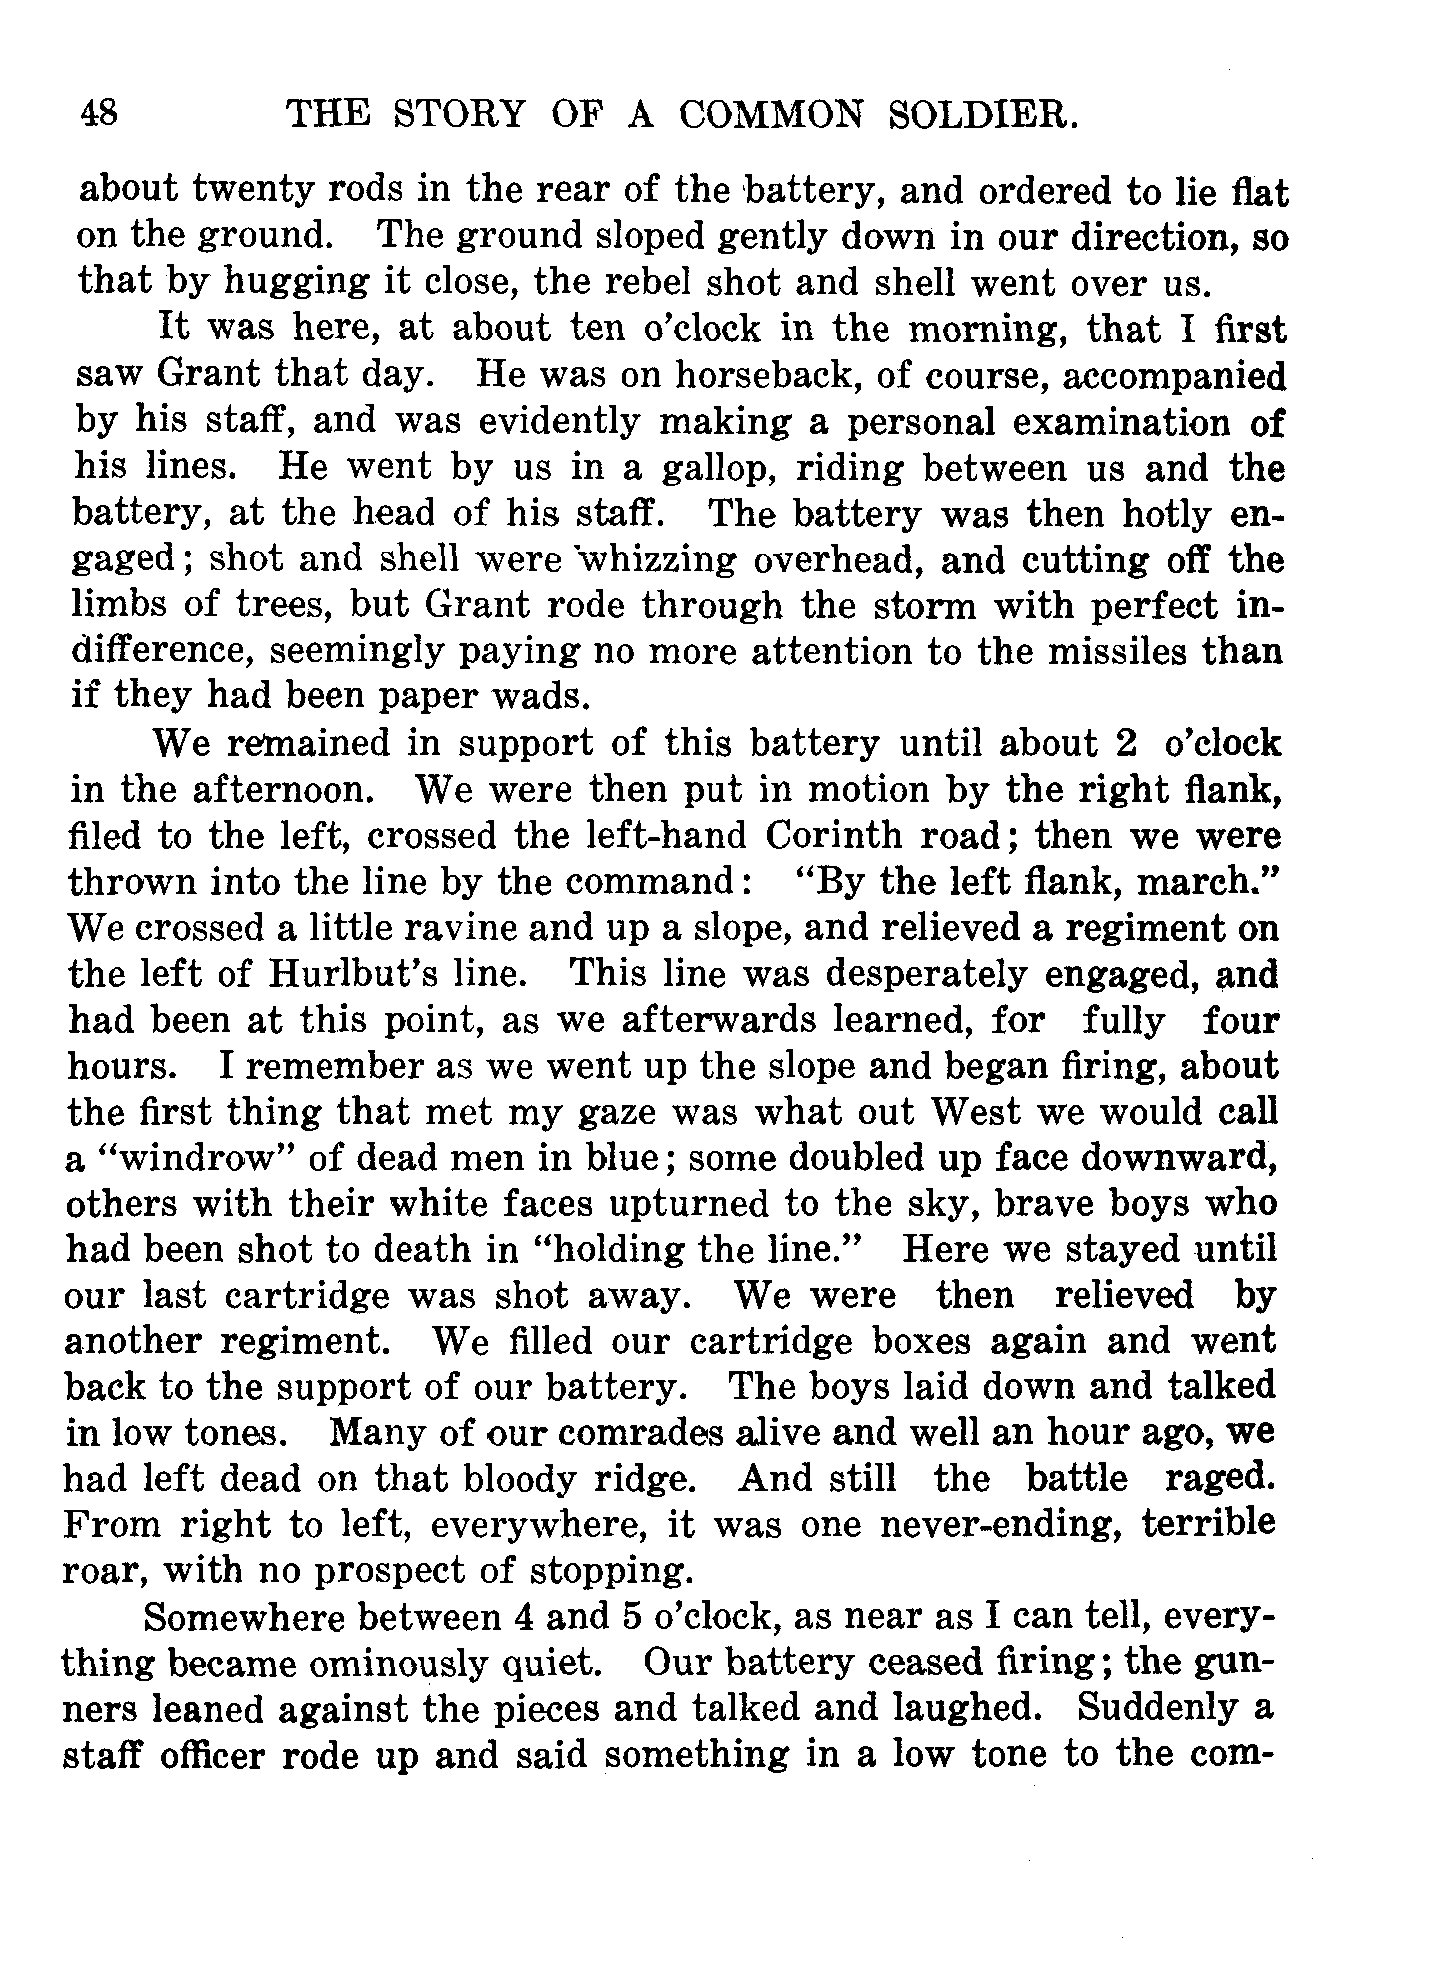 48 THE STORY OF A COMMON SOLDIER.
about twenty rods in the rear of the battery, and ordered to lie flat
on the ground. The ground sloped gently down in our direction, so
that by hugging it close, the rebel shot and shell went over us.
It was here, at about ten o'clock in the morning, that I first
saw Grant that day. He was on horseback, of course, accompanied
by his staff, and was evidently making a personal examination of
his lines. He went by us in a gallop, riding between us and the
battery, at the head of his staff. The battery was then hotly en-
gaged; shot and shell were whizzing overhead, and cutting off the
limbs of trees, but Grant rode through the storm with perfect in-
difference, seemingly paying no more attention to the missiles than
if they had been paper wads.
We remained in support of this battery until about 2 o'clock
in the afternoon. We were then put in motion by the right flank,
filed to the left, crossed the left-hand Corinth road; then we were
thrown into the line by the command: "By the left flank, march."
We crossed a little ravine and up a slope, and relieved a regiment on
the left of Hurlbut's line. This line was desperately engaged, and
had been at this point, as we afterwards learned, for fully four
hours. I remember as we went up the slope and began firing, about
the first thing that met my gaze was what out West we would call
a "windrow" of dead men in blue; some doubled up face downward,
others with their white faces upturned to the sky, brave boys who
had been shot to death in "holding the line." Here we stayed until
our last cartridge was shot away. We were then relieved by
another regiment. We filled our cartridge boxes again and went
back to the support of our battery. The boys laid down and talked
in low tones. Many of our comrades alive and well an hour ago, we
had left dead on that bloody ridge. And still the battle raged.
From right to left, everywhere, it was one never-ending, terrible
roar, with no prospect of stopping.
Somewhere between 4 and 5 o'clock, as near as I can tell, every-
thing became ominously quiet. Our battery ceased firing; the gun-
ners leaned against the pieces and talked and laughed. Suddenly a
staff officer rode up and said something in a low tone to the com-